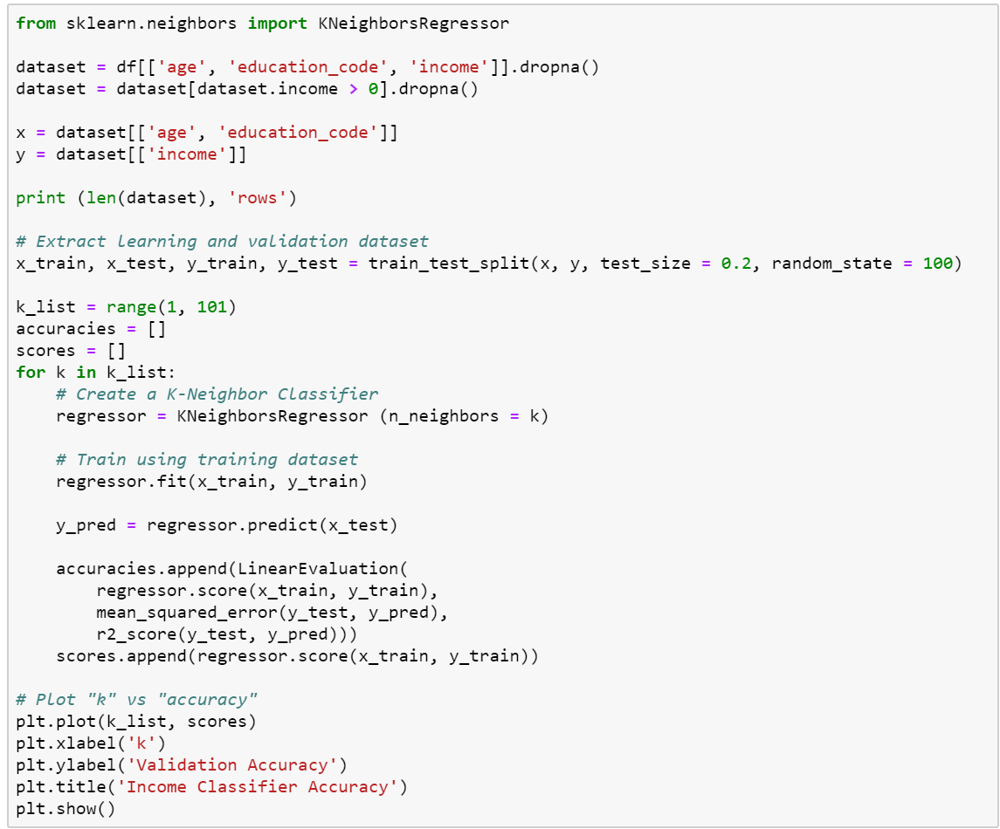 from sklearn.neighbors import KNeighborsRegressor
dataset = df[['age', 'education_code', 'income']].dropna()
dataset = dataset[dataset.income > 0].dropna()
x = dataset[['age', 'education_code']]
y = dataset[['income']]
print (len(dataset), 'rows')
# Extract learning and validation dataset
x_train, x_test, y_train, y_test = train_test_split(x, y, test_size = 0.2, random_state = 100)
k_list = range(1, 101)
accuracies = []
scores = []
for k in k_list:
    # Create a K-Neighbor Classifier
    regressor = KNeighborsRegressor (n_neighbors = k)
    # Train using training dataset
    regressor.fit(x_train, y_train)
    y_pred = regressor.predict(x_test)
    accuracies.append(LinearEvaluation(
        regressor.score(x_train, y_train),
        mean_squared_error(y_test, y_pred),
        r2_score(y_test, y_pred)))
    scores.append(regressor.score(x_train, y_train))
# Plot "k" vs "accuracy"
plt.plot(k_list, scores)
plt.xlabel('k')
plt.ylabel('Validation Accuracy')
plt.title('Income Classifier Accuracy')
plt.show()